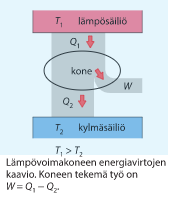 T₁ lämpösäiliö
Q₁
kone
W
Q₂
T₂ kylmäsäiliö
T₁ > T₂
Lämpövoimakoneen energiavirtojen
kaavio. Koneen tekemä työ on
W = Q₁ – Q₂.